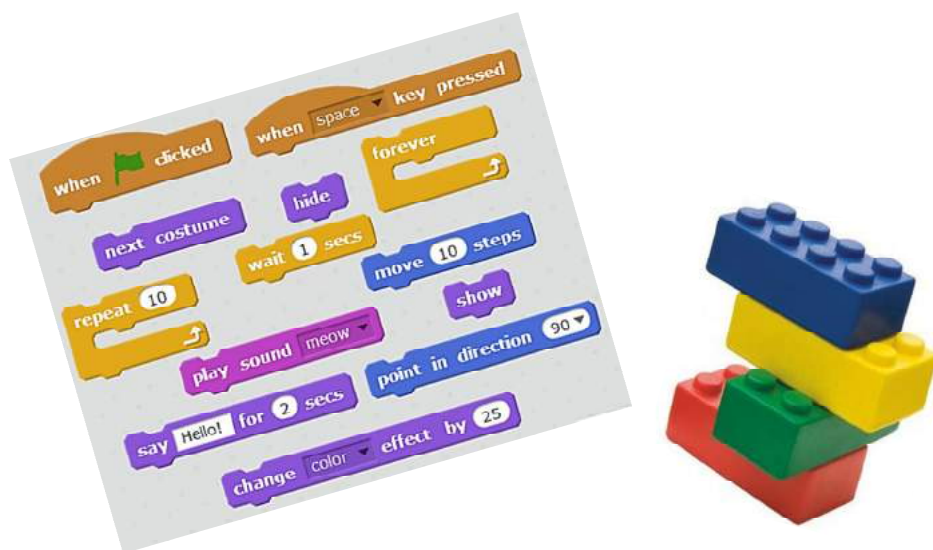 when clicked
when space key pressed
forever
next costume
hide
wait 1 secs
move 10 steps
repeat 10
show
play sound meow
point in direction 90
say Hello! for 2 secs
change color effect by 25